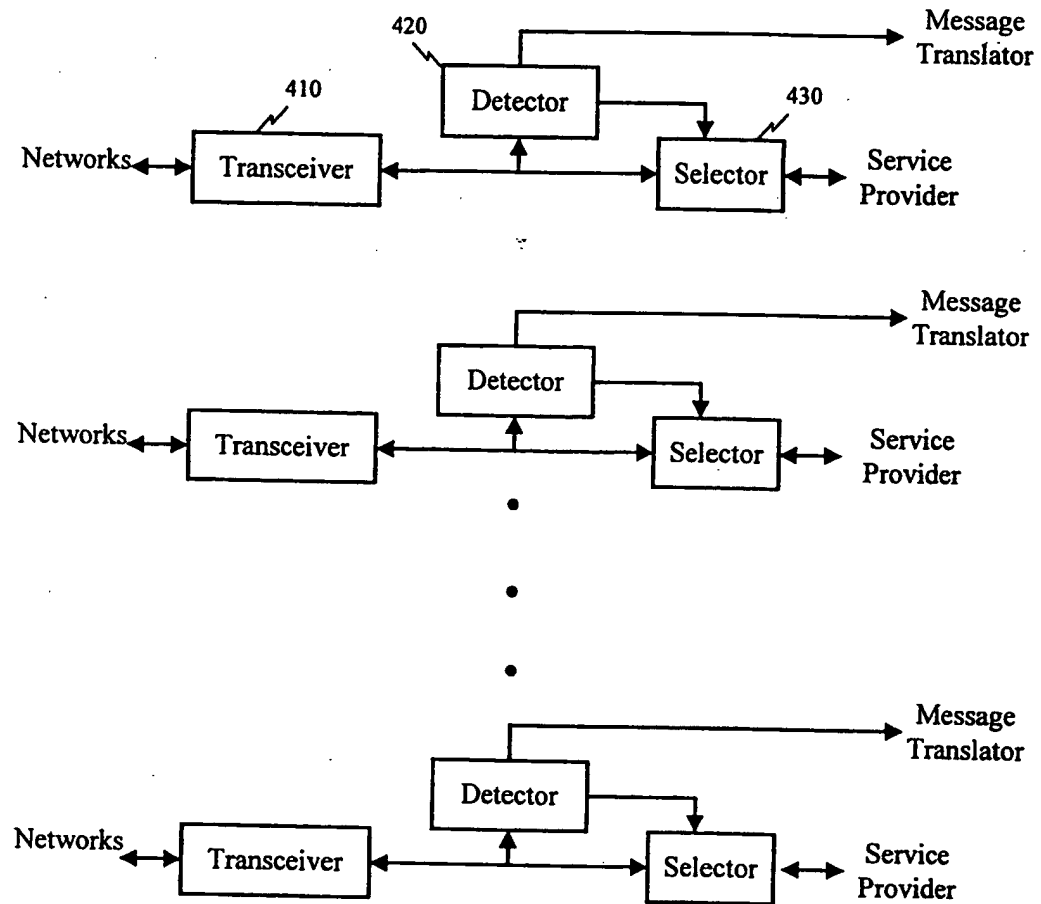 420
Message
Translator
Detector
410
430
Networks
Transceiver
Selector
Service
Provider
Message
Translator
Detector
Networks
Transceiver
Selector
Service
Provider
Message
Translator
Detector
Networks
Transceiver
Selector
Service
Provider